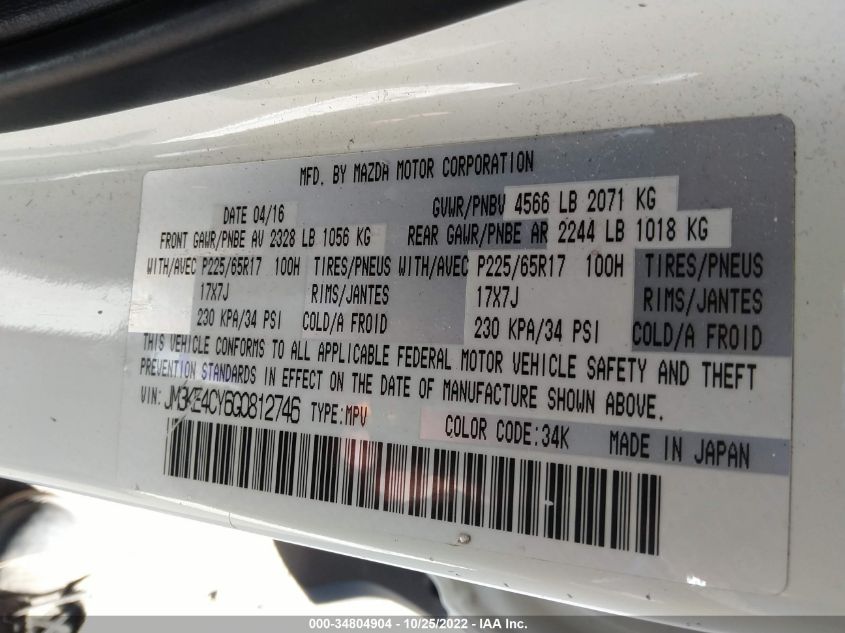 MFD. BY MAZDA MOTOR CORPORATION
DATE 04/16 GVWR/PNBV 4566 LB 2071 KG
FRONT GAWR/PNBE AV 2328 LB 1056 KG REAR GAWR/PNBE AR 2244 LB 1018 KG
WITH/AVEC P225/65R17 100H TIRES/PNEUS WITH/AVEC P225/65R17 100H TIRES/PNEUS
17X7J RIMS/JANTES 17X7J RIMS/JANTES
230 KPA/34 PSI COLD/A FROID 230 KPA/34 PSI COLD/A FROID
THIS VEHICLE CONFORMS TO ALL APPLICABLE FEDERAL MOTOR VEHICLE SAFETY AND THEFT
PREVENTION STANDARDS IN EFFECT ON THE DATE OF MANUFACTURE SHOWN ABOVE.
VIN: JM3KE4CY6G0812746 TYPE:MPV COLOR CODE:34K MADE IN JAPAN
000-34804904 - 10/25/2022 - IAA Inc.